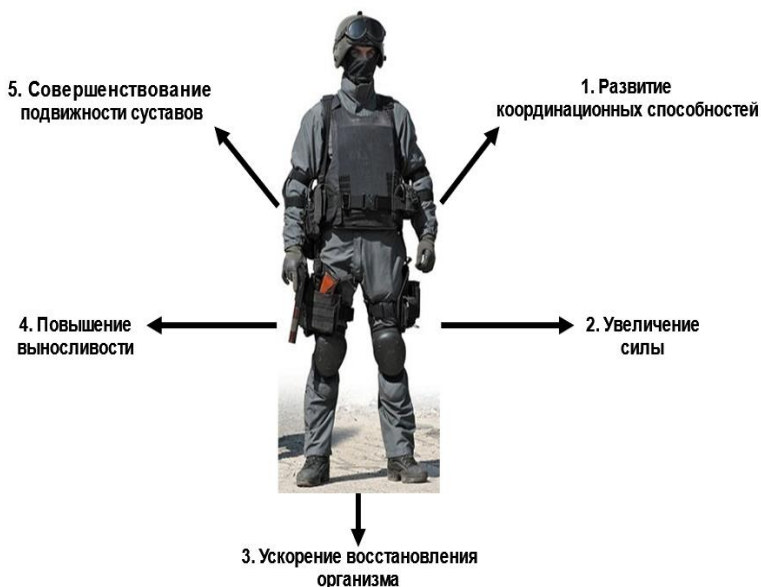 1. Развитие
координационных способностей
2. Увеличение
силы
3. Ускорение восстановления
организма
4. Повышение
выносливости
5. Совершенствование
подвижности суставов